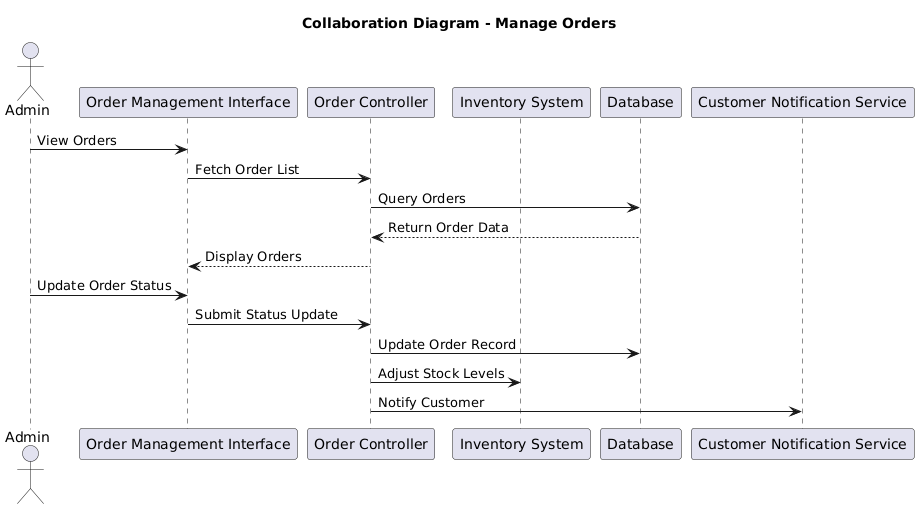 Collaboration Diagram - Manage Orders
Admin
Order Management Interface
Order Controller
Inventory System
Database
Customer Notification Service
View Orders
Fetch Order List
Query Orders
Return Order Data
Display Orders
Update Order Status
Submit Status Update
Update Order Record
Adjust Stock Levels
Notify Customer
Admin
Order Management Interface
Order Controller
Inventory System
Database
Customer Notification Service